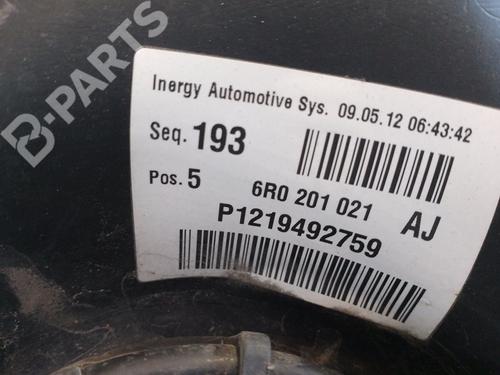 B-PARTS
Inergy Automotive Sys. 09.05.12 06:43:42
Seq. 193
Pos. 5
6R0 201 021
AJ
P1219492759